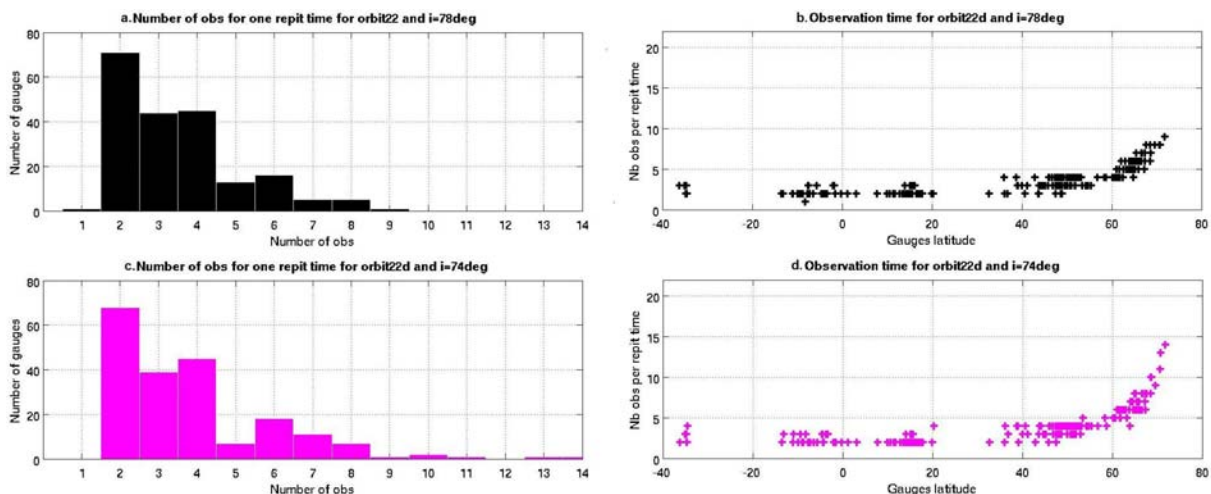 a. Number of obs for one repit time for orbit22 and i=78deg
80
60
40
20
0
Number of gauges
1 2 3 4 5 6 7 8 9 10 11 12 13 14
Number of obs
b. Observation time for orbit22d and i=78deg
20
15
10
5
0
Nb obs per repit time
-40 -20 0 20 40 60 80
Gauges latitude
c. Number of obs for one repit time for orbit22d and i=74deg
80
60
40
20
0
Number of gauges
1 2 3 4 5 6 7 8 9 10 11 12 13 14
Number of obs
d. Observation time for orbit22d and i=74deg
20
15
10
5
0
Nb obs per repit time
-40 -20 0 20 40 60 80
Gauges latitude